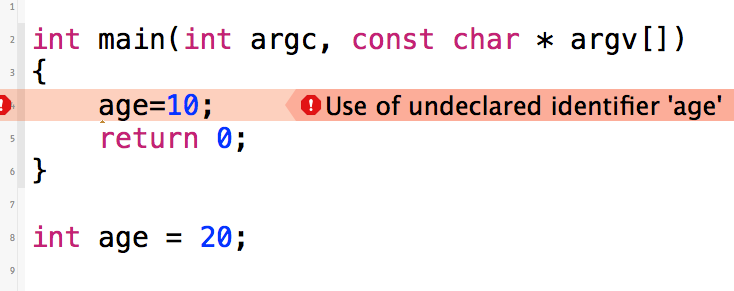 1
2 int main(int argc, const char * argv[])
3 {
age=10; Use of undeclared identifier 'age'
5 return 0;
6 }
7
8 int age = 20;
9